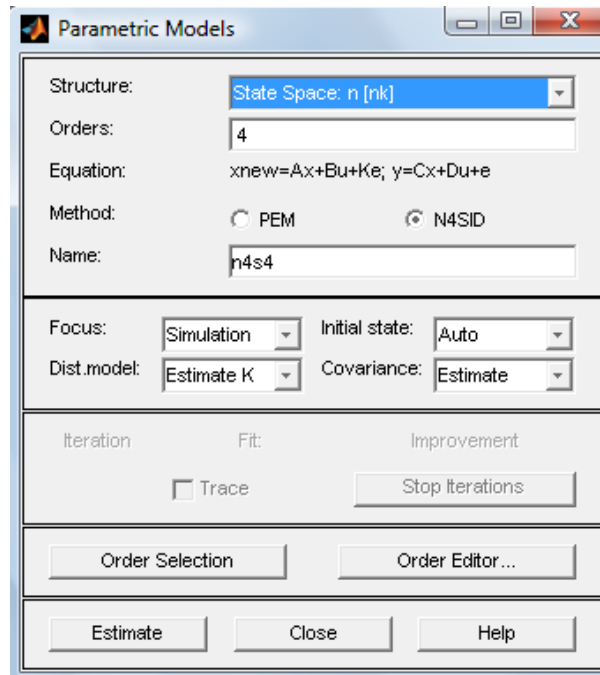 Parametric Models
Structure: State Space: n [nk]
Orders: 4
Equation: xnew=Ax+Bu+Ke; y=Cx+Du+e
Method: PEM N4SID
Name: n4s4
Focus: Simulation Initial state: Auto
Dist.model: Estimate K Covariance: Estimate
Iteration Fit: Improvement
Trace Stop Iterations
Order Selection Order Editor...
Estimate Close Help